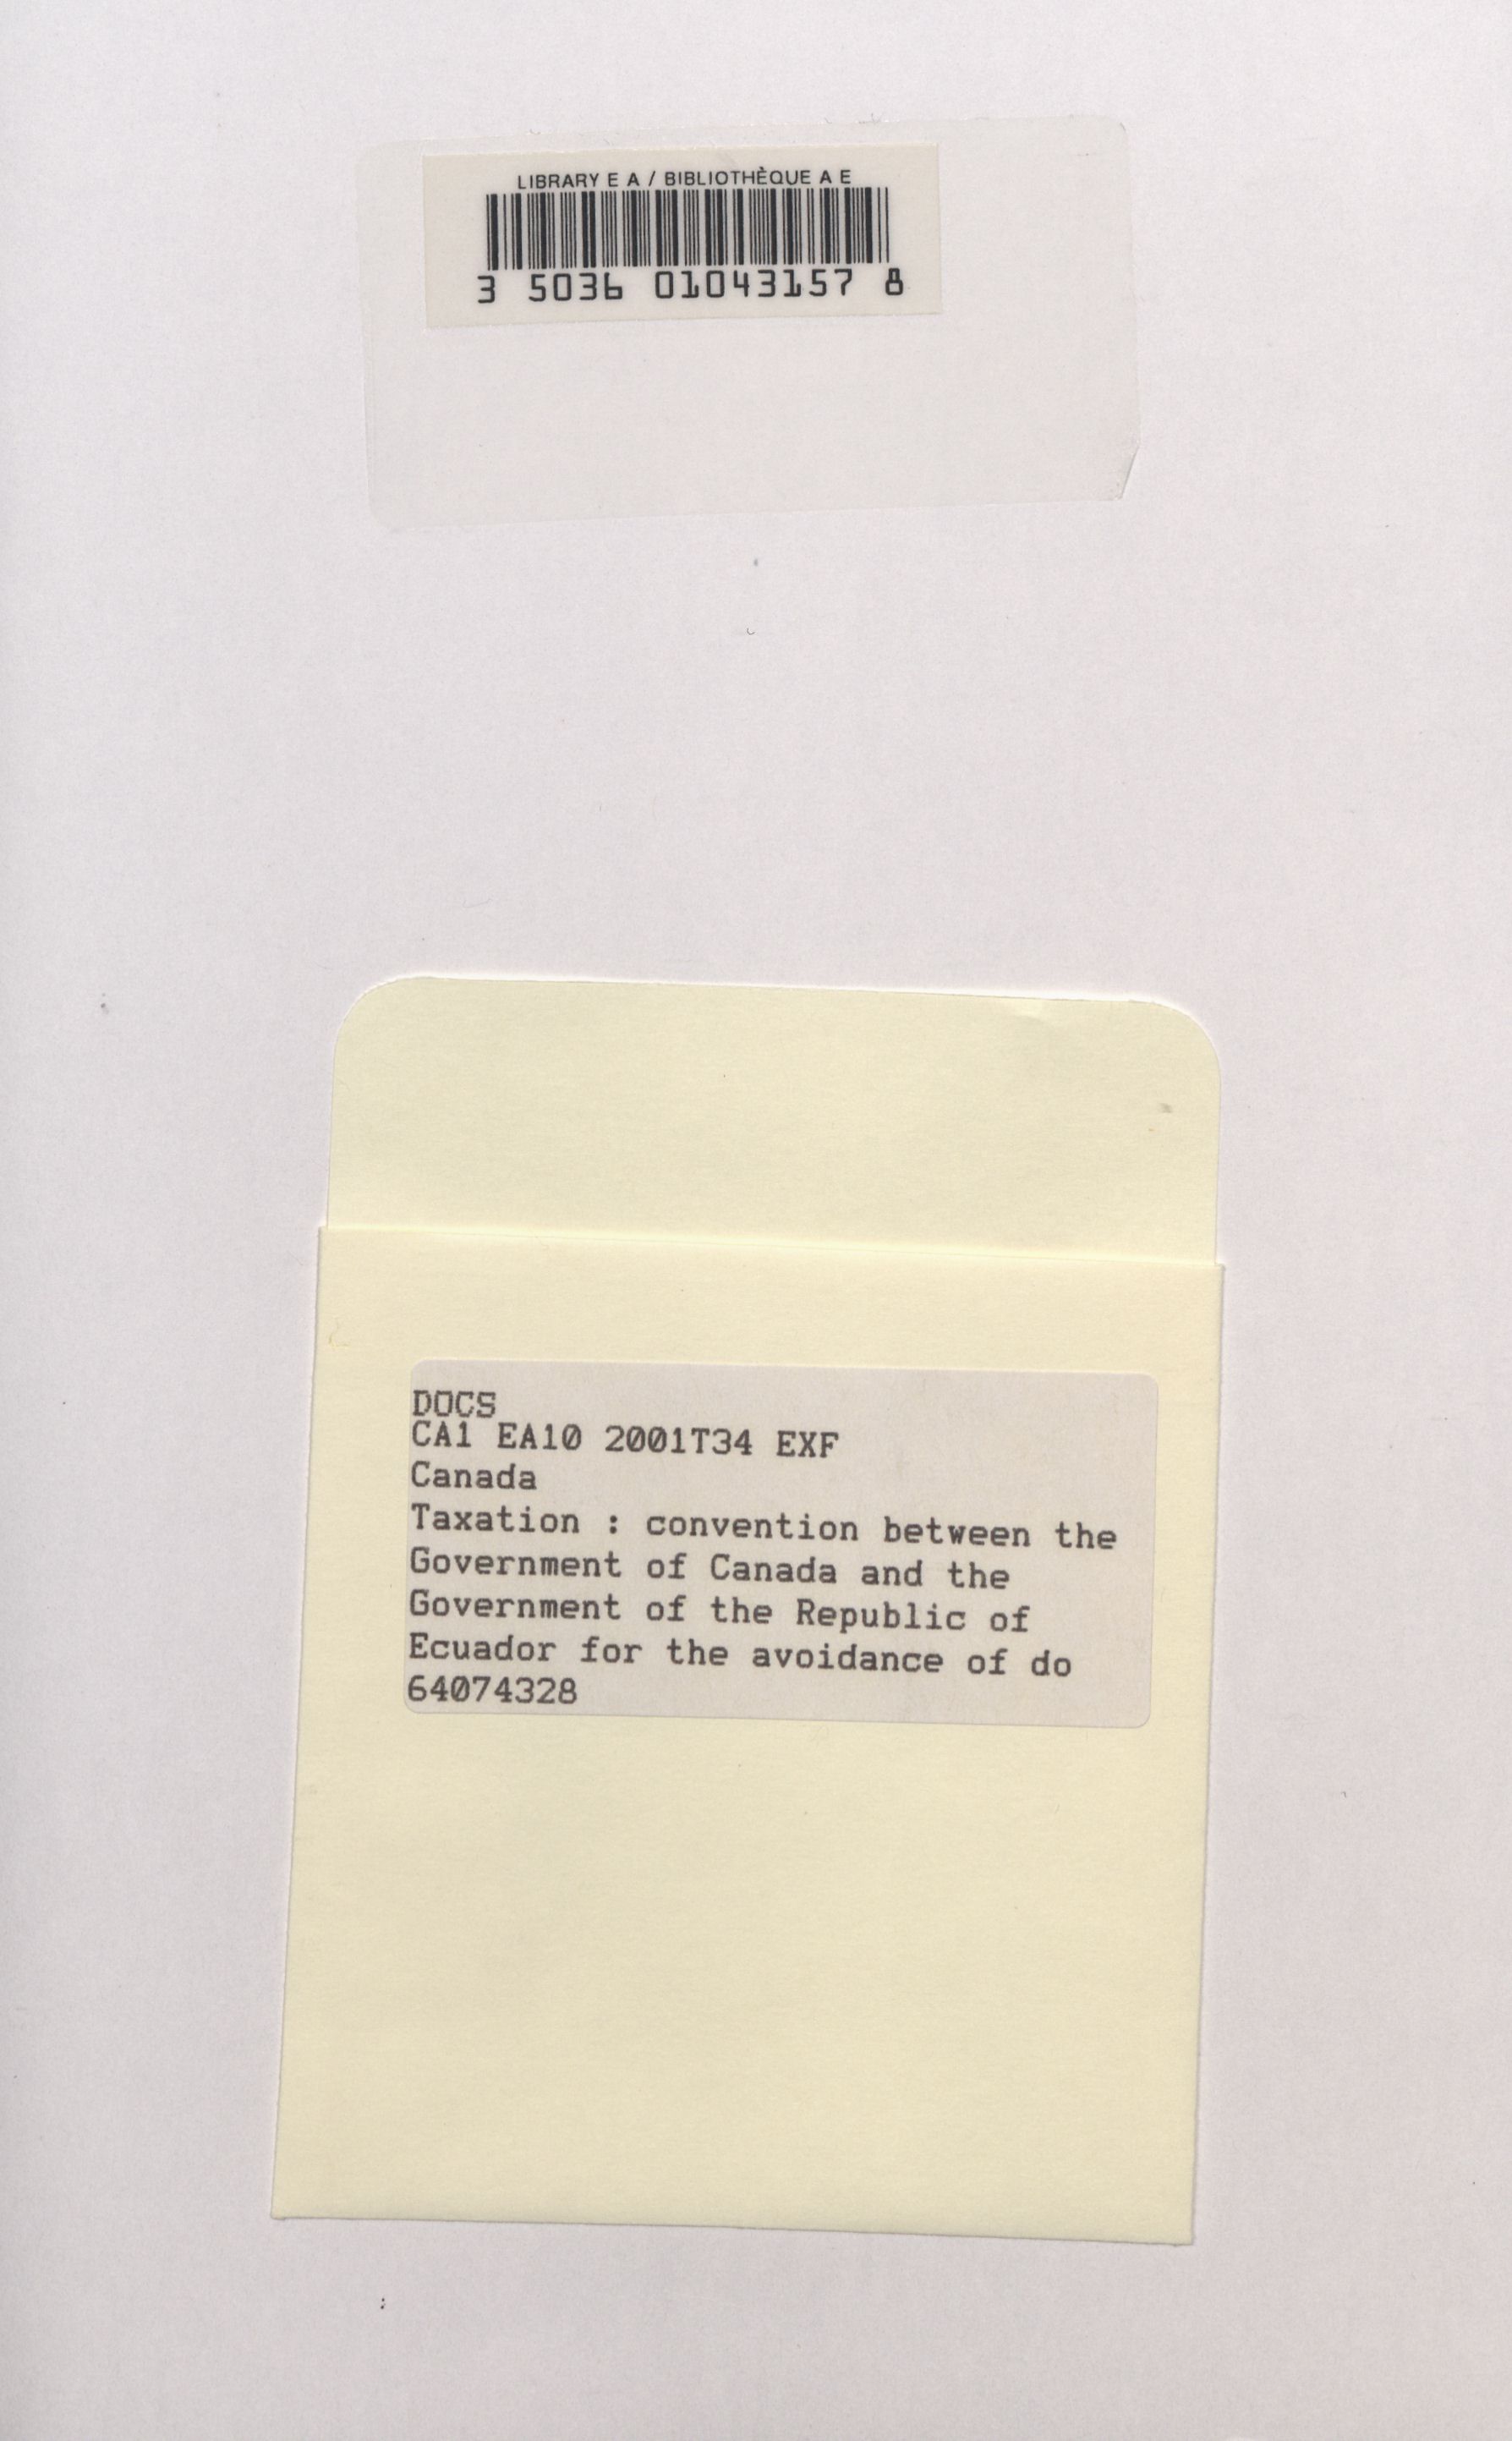 LIBRARY E A / BIBLIOTHÈQUE A E
3 5036 01043157 8
DOCS
CA1 EA10 2001T34 EXF
Canada
Taxation : convention between the
Government of Canada and the
Government of the Republic of
Ecuador for the avoidance of do
64074328